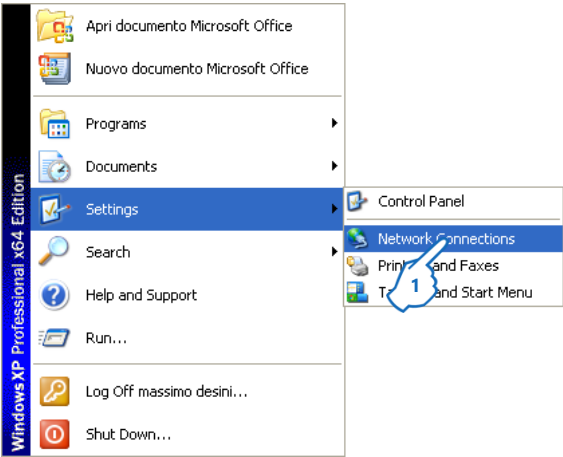 Apri documento Microsoft Office
Nuovo documento Microsoft Office
Programs
Documents
Settings
Search
Help and Support
Run...
Log Off massimo desini...
Shut Down...
Windows XP Professional x64 Edition
Control Panel
Network Connections
and Faxes
and Start Menu
1